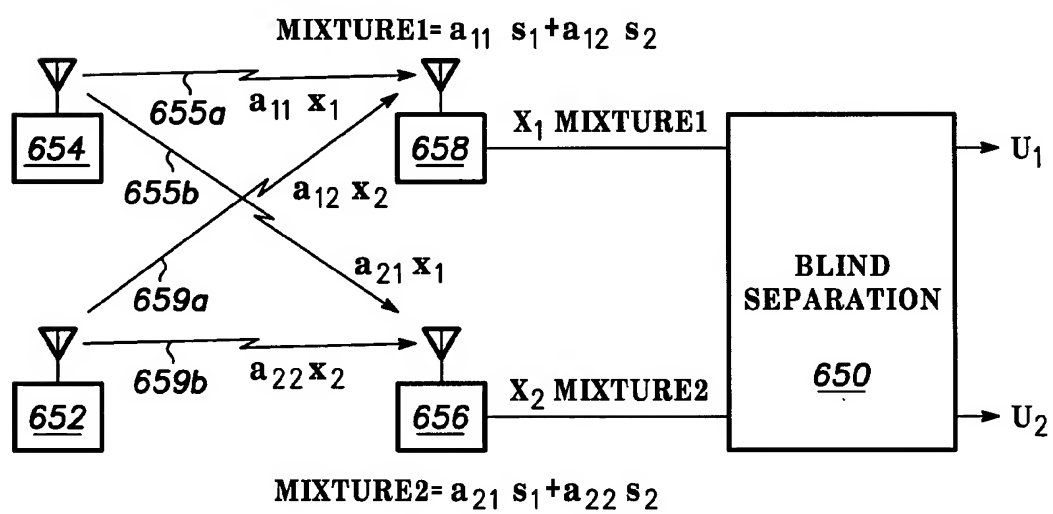 MIXTURE1= a11 s1+a12 s2
655a
a11 x1
654
658
X1 MIXTURE1
U1
655b
a12 x2
BLIND
SEPARATION
650
a21 x1
659a
659b
a22 x2
652
656
X2 MIXTURE2
U2
MIXTURE2= a21 s1+a22 s2